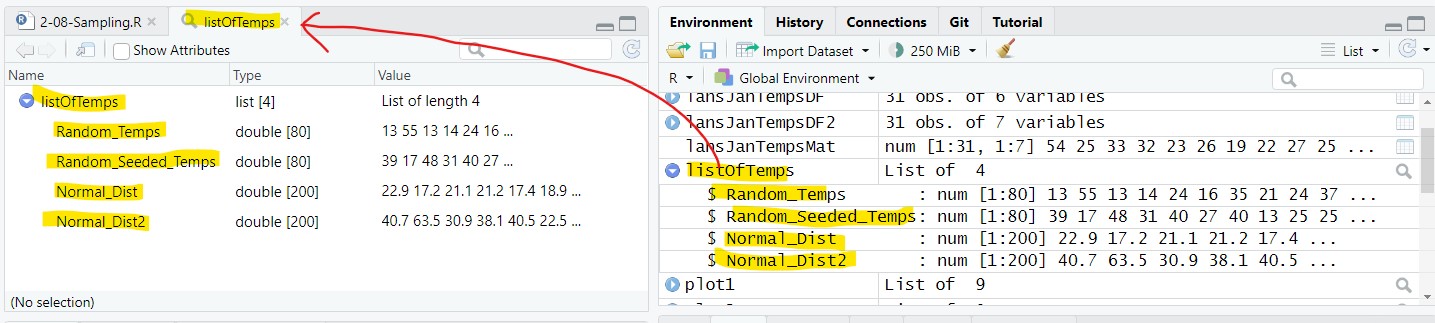 2-08-Sampling.R
listOfTemps
Show Attributes
Name Type Value
listOfTemps list [4] List of length 4
Random_Temps double [80] 13 55 13 14 24 16 ...
Random_Seeded_Temps double [80] 39 17 48 31 40 27 ...
Normal_Dist double [200] 22.9 17.2 21.1 21.2 17.4 18.9 ...
Normal_Dist2 double [200] 40.7 63.5 30.9 38.1 40.5 22.5 ...
(No selection)
Environment History Connections Git Tutorial
Import Dataset 250 MiB List
R Global Environment
lansJanTempsDF 31 obs. of 6 variables
lansJanTempsDF2 31 obs. of 7 variables
lansJanTempsMat num [1:31, 1:7] 54 25 33 32 23 26 19 22 27 25 ...
listOfTemps List of 4
$ Random_Temps : num [1:80] 13 55 13 14 24 16 35 21 24 37 ...
$ Random_Seeded_Temps: num [1:80] 39 17 48 31 40 27 40 13 25 25 ...
$ Normal_Dist : num [1:200] 22.9 17.2 21.1 21.2 17.4 ...
$ Normal_Dist2 : num [1:200] 40.7 63.5 30.9 38.1 40.5 ...
plot1 List of 9